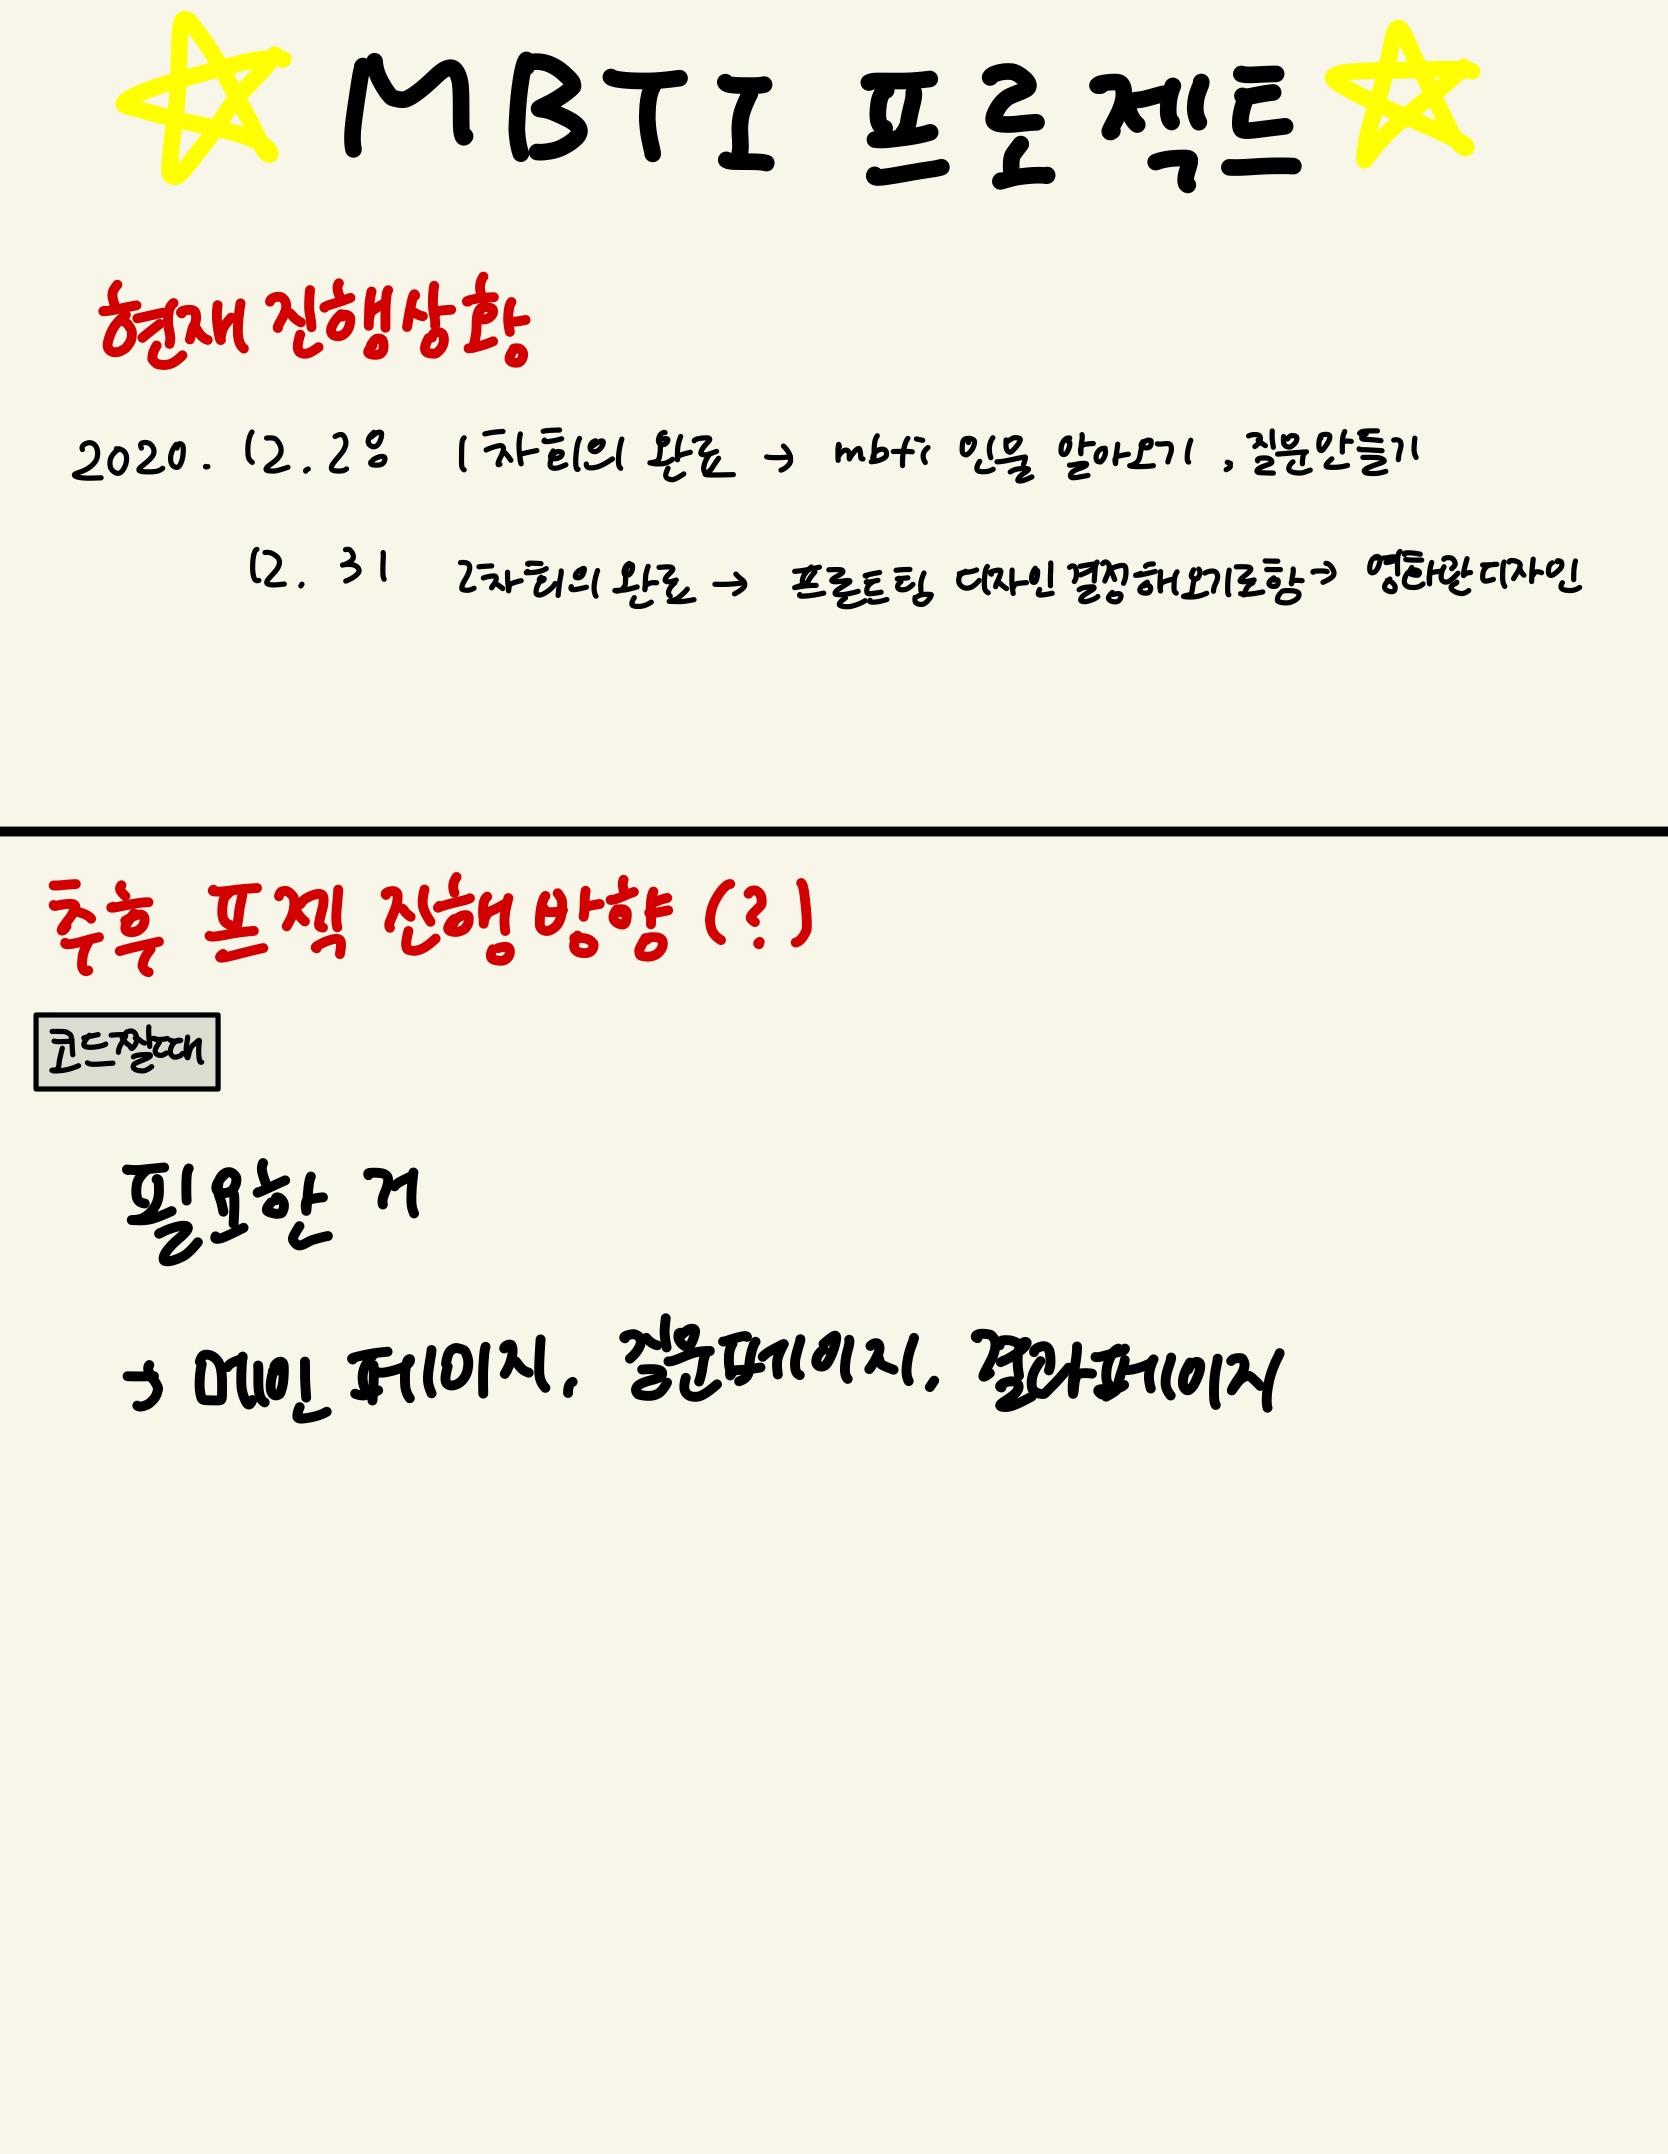 MBTI 프로젝트
현재 진행상황
2020. 12.28 1차회의 완료 → mbti 인물 알아오기, 질문만들기
12. 31 2차회의 완료 → 프론트팀 디자인 결정해오기로함 → 영화관디자인
추후 프젝 진행 방향 (?)
코드짤때
필요한 거
→ 메인 페이지, 질문페이지, 결과페이지